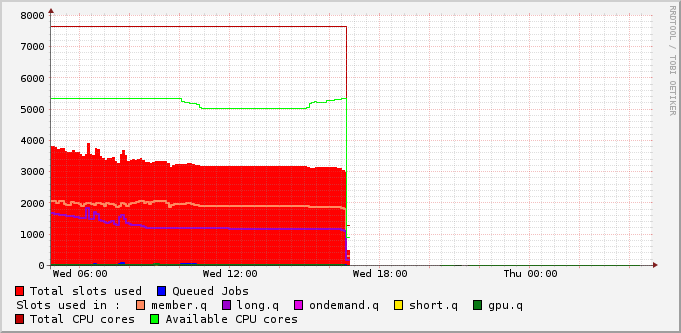 8000
7000
6000
5000
4000
3000
2000
1000
0
Wed 06:00 Wed 12:00 Wed 18:00 Thu 00:00
Total slots used Queued Jobs
Slots used in : member.q long.q ondemand.q short.q gpu.q
Total CPU cores Available CPU cores
RRDTOOL / TOBI OETIKER